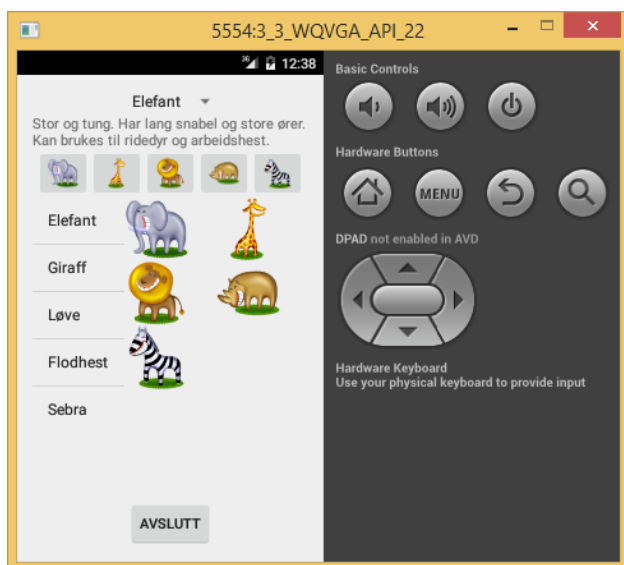 5554:3_3_WQVGA_API_22
3G 12:38
Elefant
Stor og tung. Har lang snabel og store ører.
Kan brukes til ridedyr og arbeidshest.
Elefant
Giraff
Løve
Flodhest
Sebra
AVSLUTT
Basic Controls
Hardware Buttons
MENU
DPAD not enabled in AVD
Hardware Keyboard
Use your physical keyboard to provide input